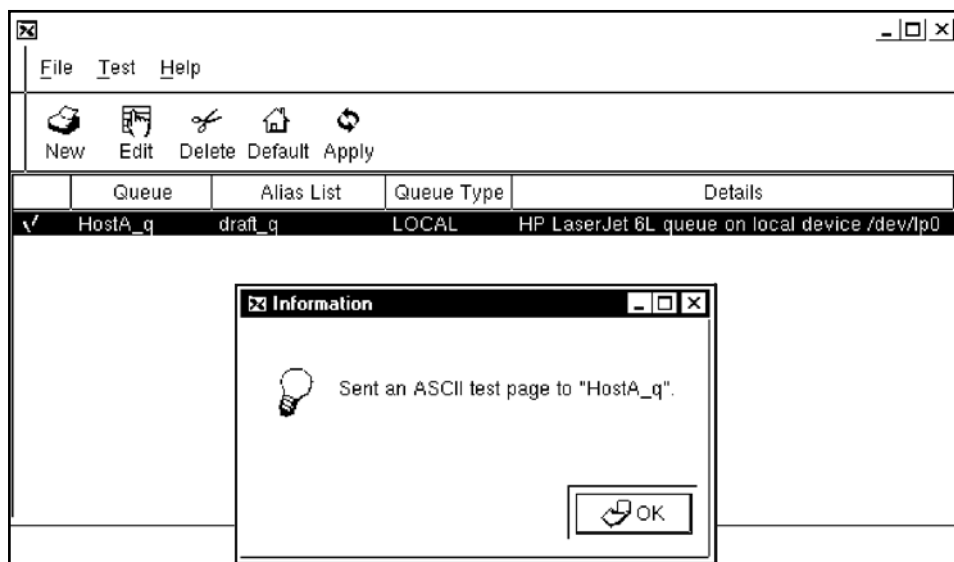 File Test Help
New Edit Delete Default Apply
Queue Alias List Queue Type Details
HostA_q draft_q LOCAL HP LaserJet 6L queue on local device /dev/lp0
Information
Sent an ASCII test page to "HostA_q".
OK